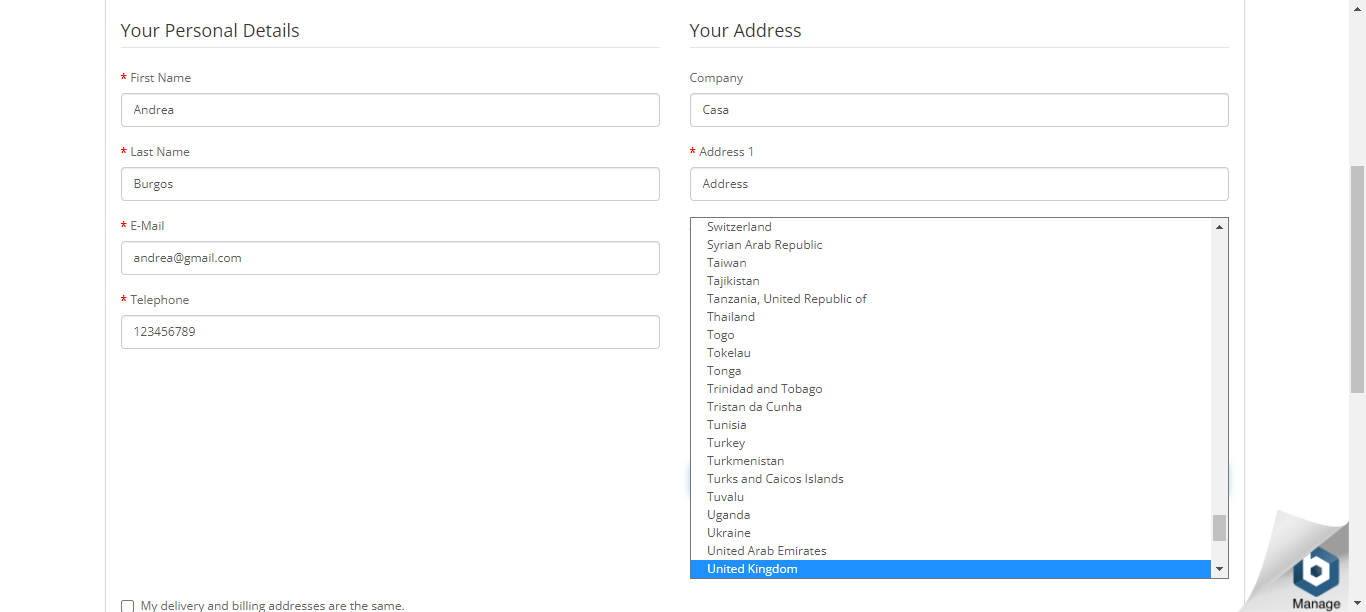 Your Personal Details
* First Name
Andrea
* Last Name
Burgos
* E-Mail
andrea@gmail.com
* Telephone
123456789
Your Address
Company
Casa
* Address 1
Address
Switzerland
Syrian Arab Republic
Taiwan
Tajikistan
Tanzania, United Republic of
Thailand
Togo
Tokelau
Tonga
Trinidad and Tobago
Tristan da Cunha
Tunisia
Turkey
Turkmenistan
Turks and Caicos Islands
Tuvalu
Uganda
Ukraine
United Arab Emirates
United Kingdom
My delivery and billing addresses are the same.
b
Manage